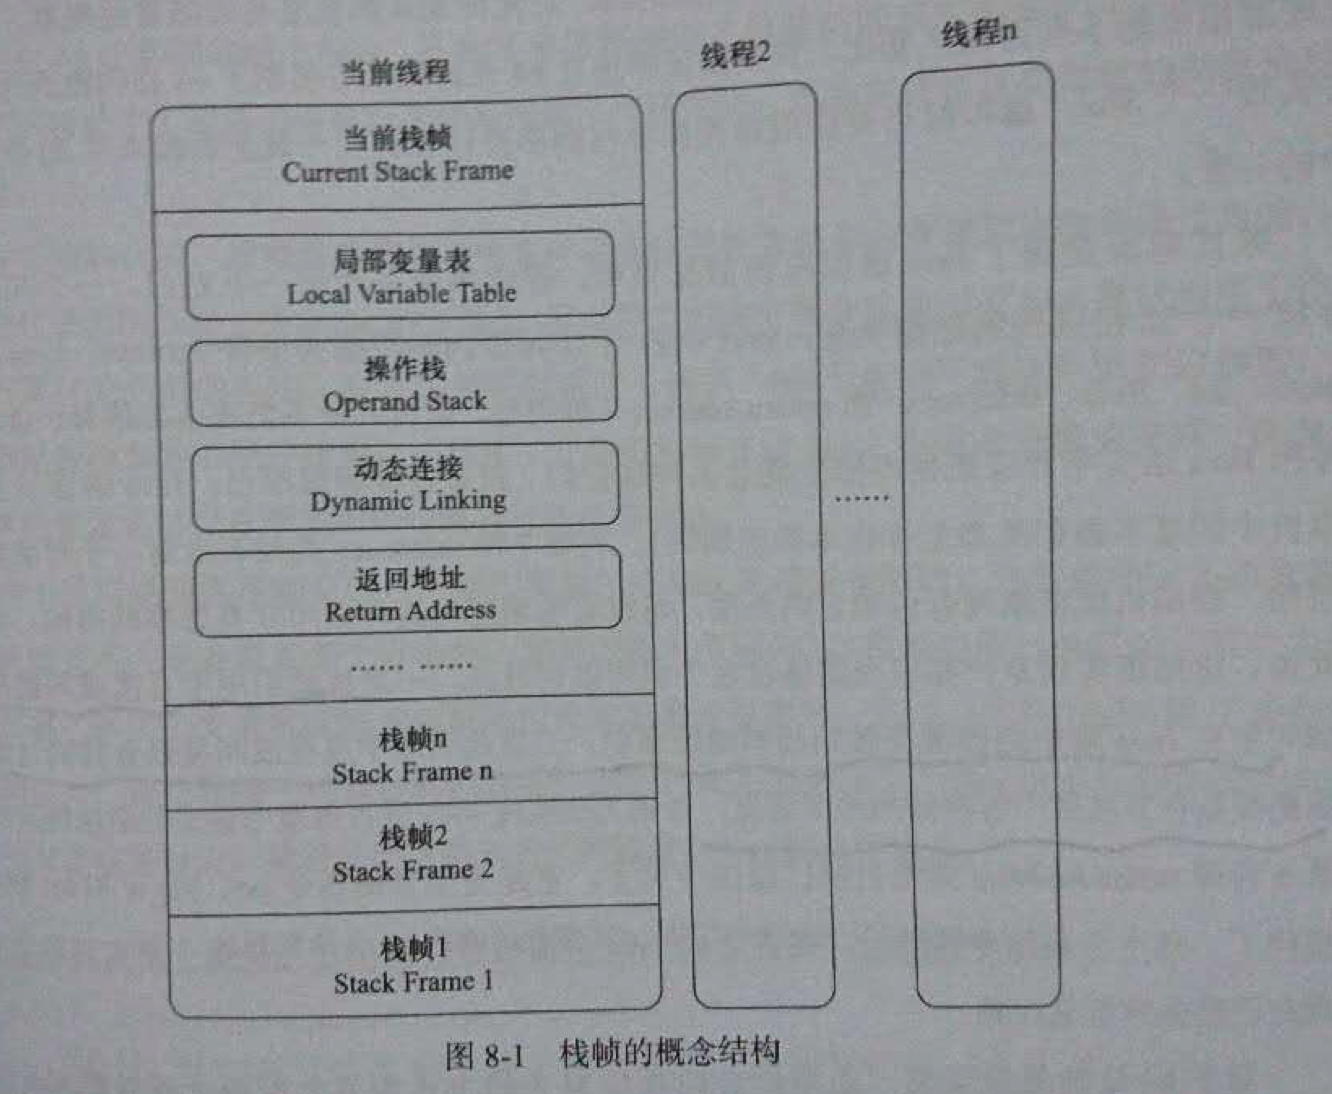 当前线程
线程2
线程n
当前栈帧
Current Stack Frame
局部变量表
Local Variable Table
操作栈
Operand Stack
动态连接
Dynamic Linking
返回地址
Return Address
…… ……
……
栈帧n
Stack Frame n
栈帧2
Stack Frame 2
栈帧1
Stack Frame 1
图 8-1 栈帧的概念结构